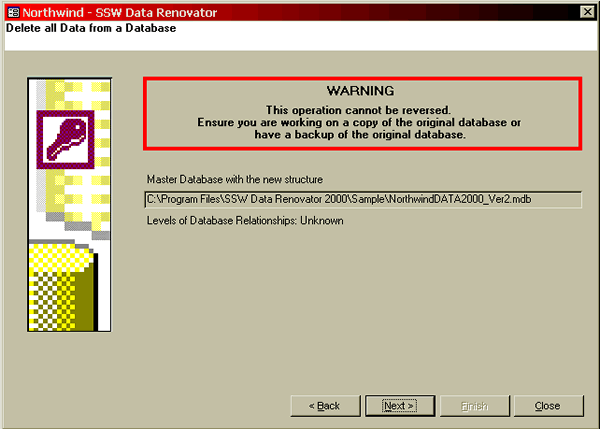 Northwind - SSW Data Renovator
Delete all Data from a Database
WARNING
This operation cannot be reversed.
Ensure you are working on a copy of the original database or
have a backup of the original database.
Master Database with the new structure
C:\Program Files\SSW Data Renovator 2000\Sample\NorthwindDATA2000_Ver2.mdb
Levels of Database Relationships: Unknown
< Back
Next >
Finish
Close